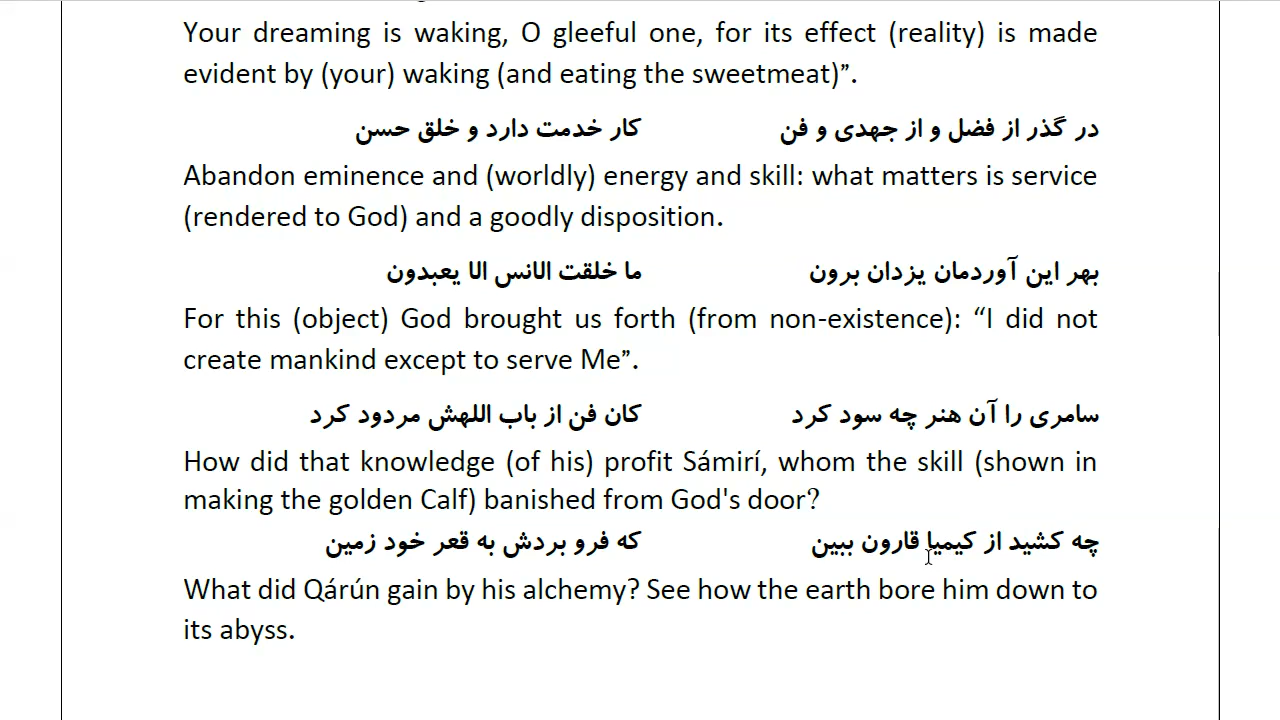 Your dreaming is waking, O gleeful one, for its effect (reality) is made
evident by (your) waking (and eating the sweetmeat)”.
در گذر از فضل و از جهدی و فن کار خدمت دارد و خلق حسن
Abandon eminence and (worldly) energy and skill: what matters is service
(rendered to God) and a goodly disposition.
بهر این آوردمان یزدان برون ما خلقت الانس الا یعبدون
For this (object) God brought us forth (from non-existence): “I did not
create mankind except to serve Me”.
سامری را آن هنر چه سود کرد کان فن از باب اللهش مردود کرد
How did that knowledge (of his) profit Sámirí, whom the skill (shown in
making the golden Calf) banished from God's door?
چه کشید از کیمیا قارون ببین که فرو بردش به قعر خود زمین
What did Qárún gain by his alchemy? See how the earth bore him down to
its abyss.